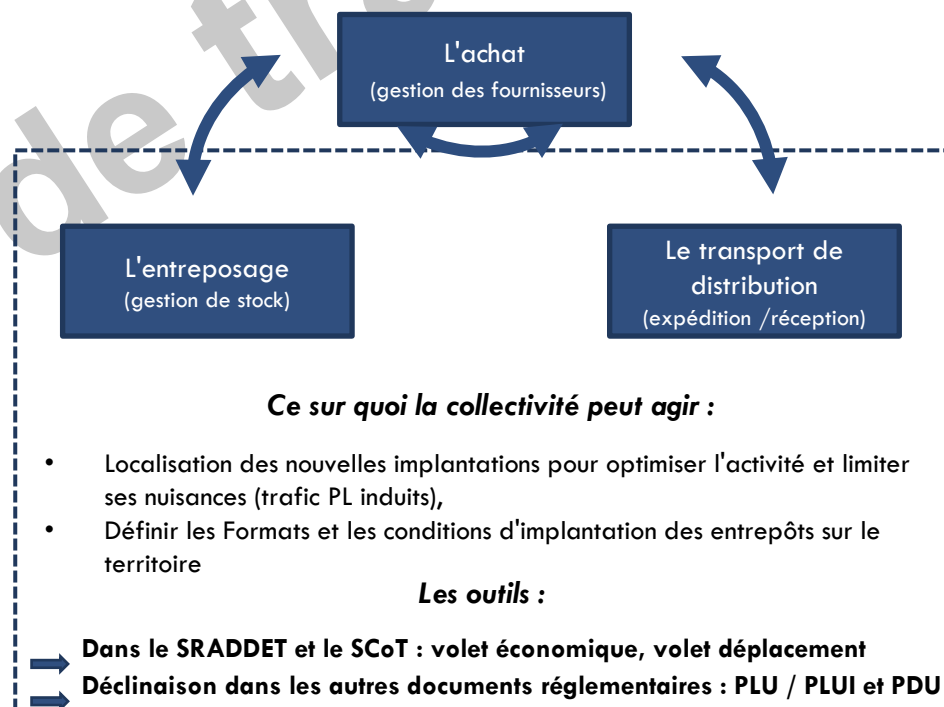 de tr
L'achat
(gestion des fournisseurs)
L'entreposage
(gestion de stock)
Le transport de
distribution
(expédition /réception)
Ce sur quoi la collectivité peut agir :
• Localisation des nouvelles implantations pour optimiser l'activité et limiter
ses nuisances (trafic PL induits),
• Définir les Formats et les conditions d'implantation des entrepôts sur le
territoire
Les outils :
Dans le SRADDET et le SCoT : volet économique, volet déplacement
Déclinaison dans les autres documents réglementaires : PLU / PLUI et PDU